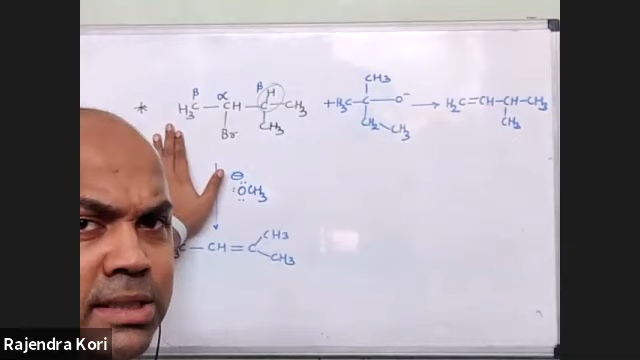 CH3
β α β H
* H3C — CH — C — CH3 + H3C — C — O⁻ → H2C=CH—CH—CH3
Br CH3 CH2—CH3 CH3
⊖
:ÖCH3
3C — CH = C
CH3
CH3
Rajendra Kori